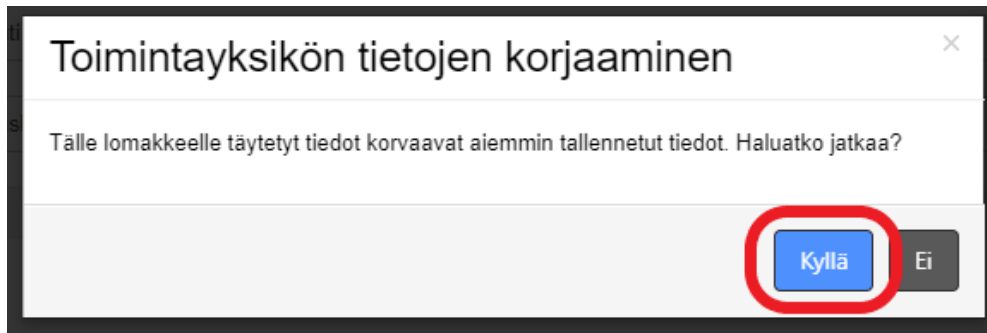 Toimintayksikön tietojen korjaaminen
Tälle lomakkeelle täytetyt tiedot korvaavat aiemmin tallennetut tiedot. Haluatko jatkaa?
Kyllä Ei